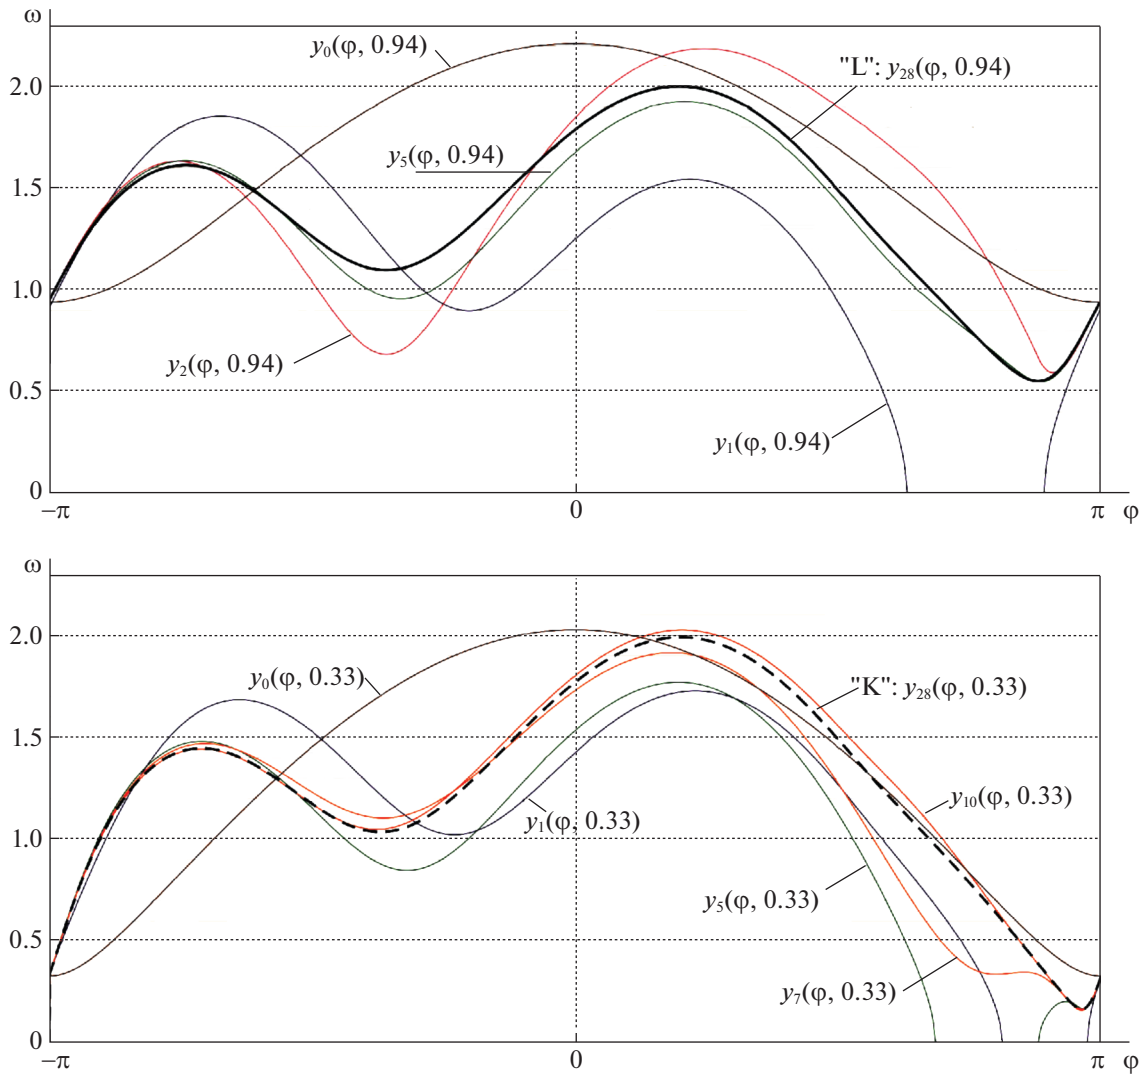 ω
y0(φ, 0.94)
"L": y28(φ, 0.94)
2.0
y5(φ, 0.94)
1.5
1.0
y2(φ, 0.94)
0.5
y1(φ, 0.94)
0
−π 0 π φ
ω
2.0
y0(φ, 0.33)
"K": y28(φ, 0.33)
1.5
y10(φ, 0.33)
y1(φ, 0.33)
1.0
y5(φ, 0.33)
0.5
y7(φ, 0.33)
0
−π 0 π φ